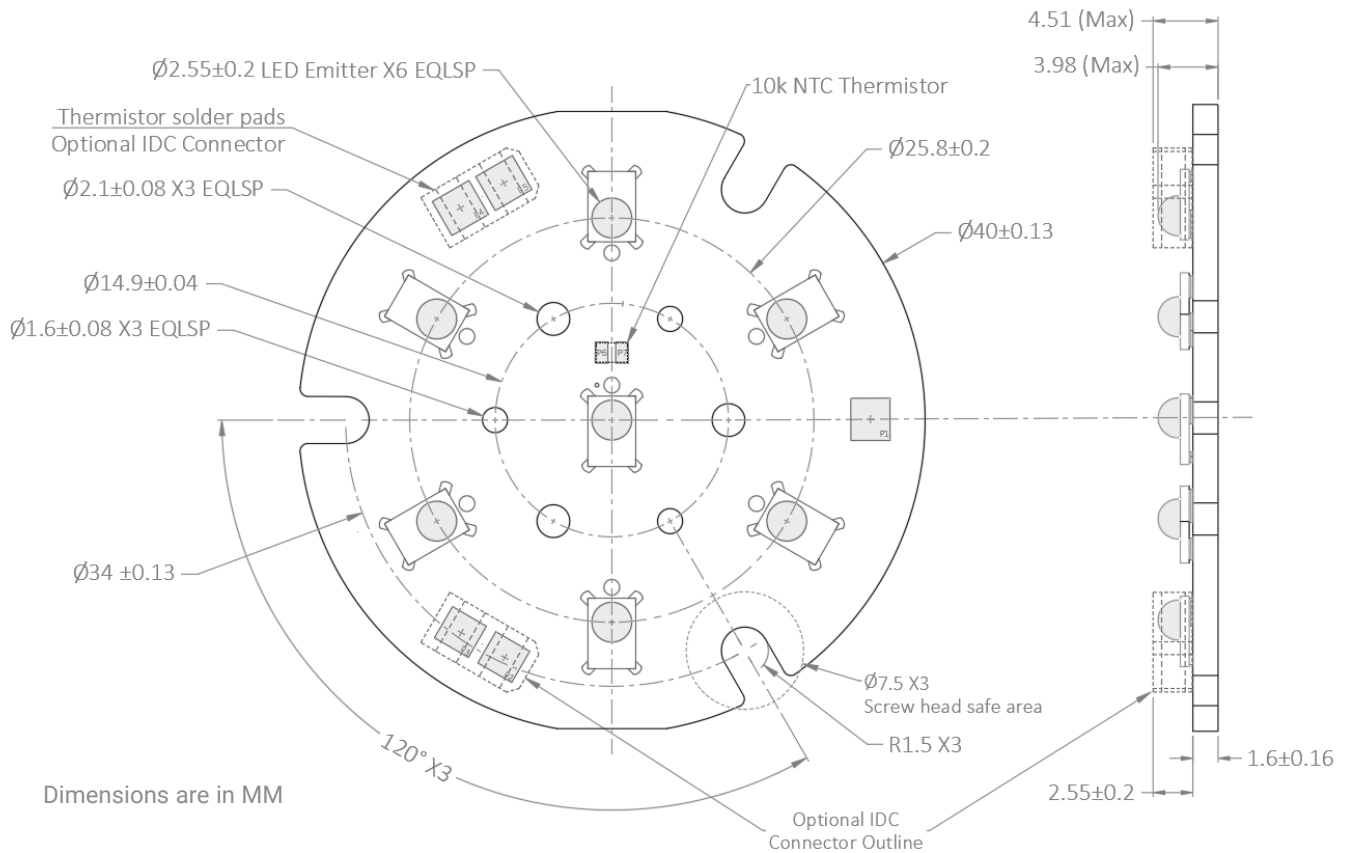 4.51 (Max)
3.98 (Max)
Ø2.55±0.2 LED Emitter X6 EQLSP
10k NTC Thermistor
Thermistor solder pads
Optional IDC Connector
Ø25.8±0.2
Ø2.1±0.08 X3 EQLSP
Ø40±0.13
Ø14.9±0.04
Ø1.6±0.08 X3 EQLSP
P6 P7
P1
Ø34 ±0.13
Ø7.5 X3
Screw head safe area
R1.5 X3
120° X3
1.6±0.16
2.55±0.2
Dimensions are in MM
Optional IDC
Connector Outline